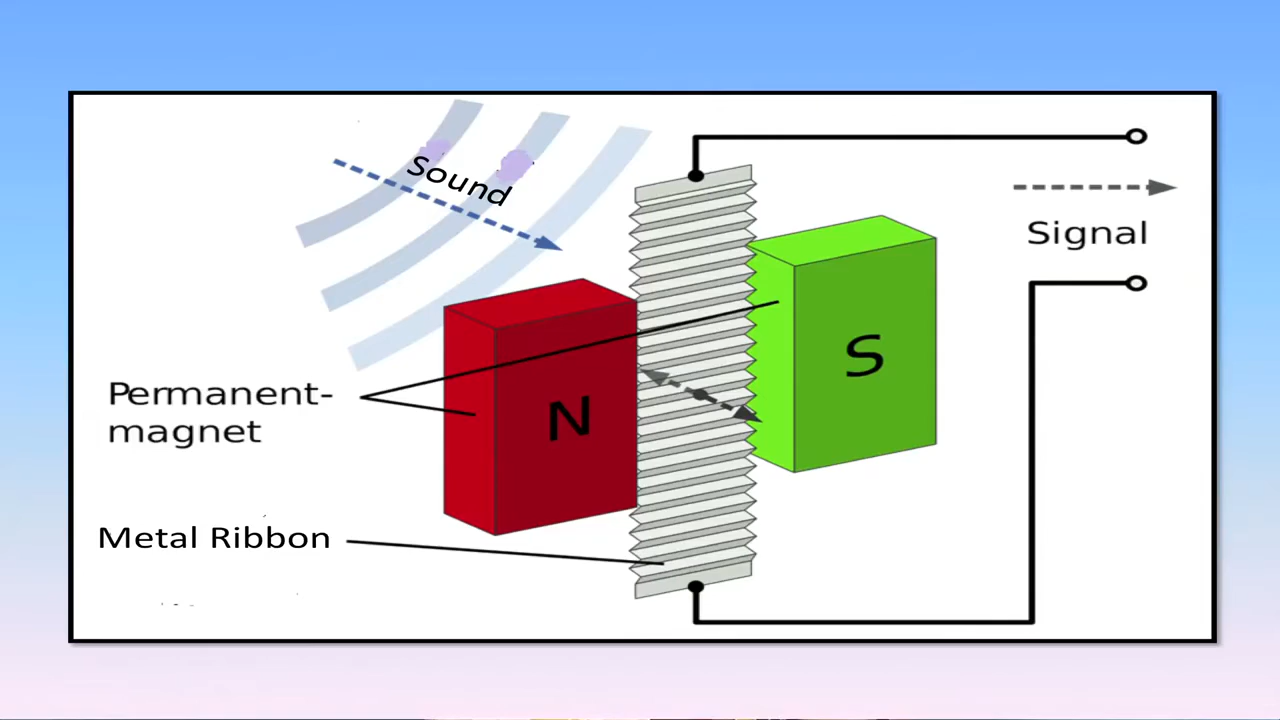 Sound
Signal
S
N
Permanent-
magnet
Metal Ribbon